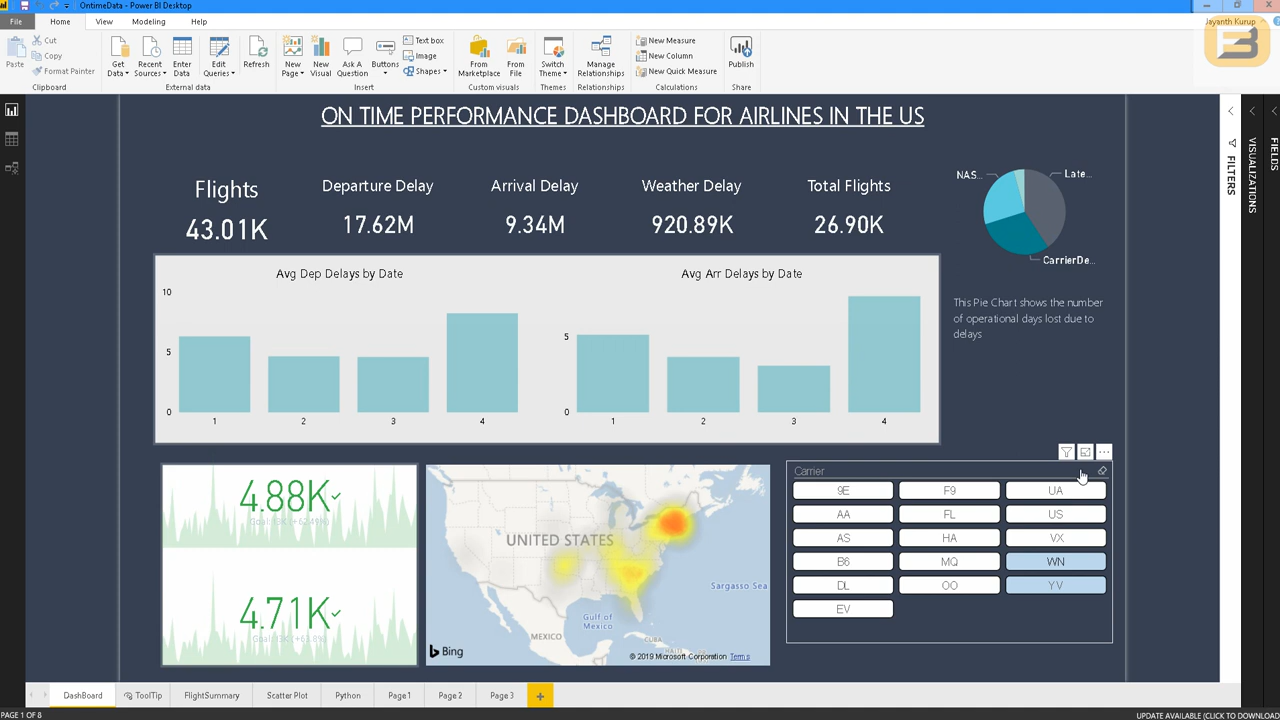 OntimeData - Power BI Desktop
File Home View Modeling Help
Jayanth Kurup
Paste
Cut
Copy
Format Painter
Clipboard
Get Data
Recent Sources
Enter Data
Edit Queries
Refresh
External data
New Page
New Visual
Ask A Question
Buttons
Text box
Image
Shapes
Insert
From Marketplace
From File
Custom visuals
Switch Theme
Themes
Manage Relationships
Relationships
New Measure
New Column
New Quick Measure
Calculations
Publish
Share
ON TIME PERFORMANCE DASHBOARD FOR AIRLINES IN THE US
Flights
43.01K
Departure Delay
17.62M
Arrival Delay
9.34M
Weather Delay
920.89K
Total Flights
26.90K
NAS...
Late...
CarrierDe...
This Pie Chart shows the number
of operational days lost due to
delays
Avg Dep Delays by Date
10
5
0
1 2 3 4
Avg Arr Delays by Date
5
0
1 2 3 4
4.88K
4.71K
UNITED STATES
MEXICO
Gulf of
Mexico
CUBA
Sargasso Sea
Bing
© 2019 Microsoft Corporation Terms
Carrier
9E F9 UA
AA FL US
AS HA VX
B6 MQ WN
DL OO YV
EV
FILTERS
VISUALIZATIONS
FIELDS
DashBoard ToolTip FlightSummary Scatter Plot Python Page 1 Page 2 Page 3
PAGE 1 OF 8
UPDATE AVAILABLE (CLICK TO DOWNLOAD